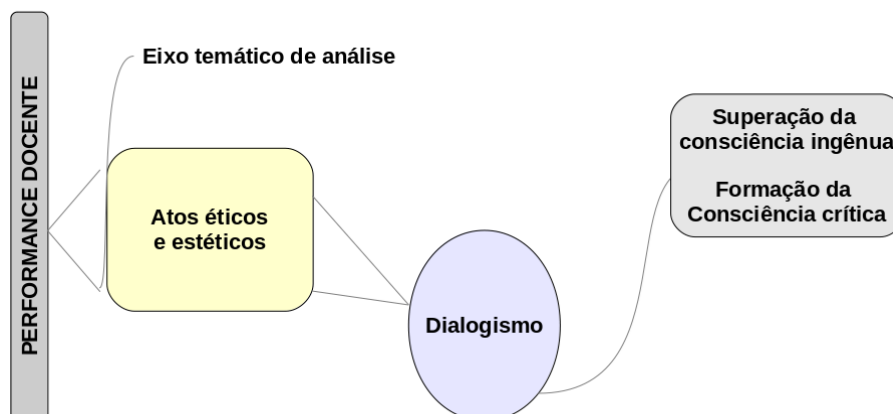 PERFORMANCE DOCENTE
Eixo temático de análise
Atos éticos
e estéticos
Dialogismo
Superação da
consciência ingênua
Formação da
Consciência crítica